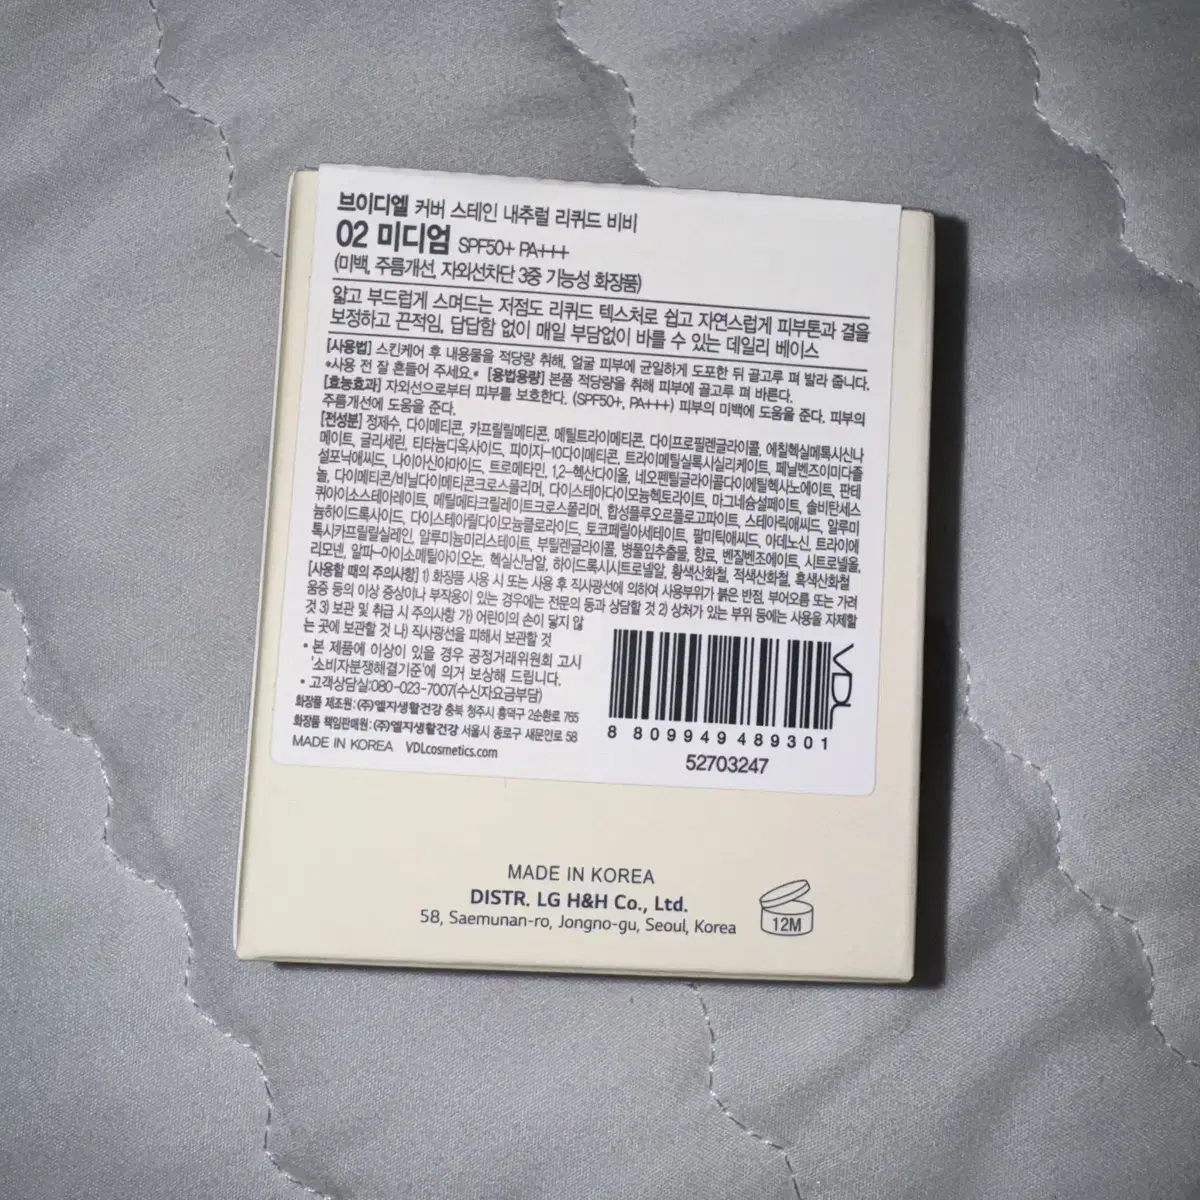 브이디엘 커버 스테인 내추럴 리퀴드 비비
02 미디엄 SPF50+ PA+++
(미백, 주름개선, 자외선차단 3중 기능성 화장품)
얇고 부드럽게 스며드는 저점도 리퀴드 텍스처로 쉽고 자연스럽게 피부톤과 결을
보정하고 끈적임, 답답함 없이 매일 부담없이 바를 수 있는 데일리 베이스
[사용법] 스킨케어 후 내용물을 적당량 취해, 얼굴 피부에 균일하게 도포한 뒤 골고루 펴 발라 줍니다.
*사용 전 잘 흔들어 주세요.* [용법용량] 본품 적당량을 취해 피부에 골고루 펴 바른다.
[효능효과] 자외선으로부터 피부를 보호한다. (SPF50+, PA+++) 피부의 미백에 도움을 준다. 피부의
주름개선에 도움을 준다.
[전성분] 정제수, 다이메티콘, 카프릴릴메티콘, 메틸트라이메티콘, 다이프로필렌글라이콜, 에칠헥실메톡시신나
메이트, 글리세린, 티타늄디옥사이드, 피이지-10다이메티콘, 트라이메틸실록시실리케이트, 페닐벤즈이미다졸
설포닉애씨드, 나이아신아마이드, 트로메타민, 1,2-헥산다이올, 네오펜틸글라이콜다이에틸헥사노에이트, 판테
놀, 다이메티콘/비닐다이메티콘크로스폴리머, 다이스테아다이모늄헥토라이트, 마그네슘설페이트, 솔비탄세스
퀴아이소스테아레이트, 메틸메타크릴레이트크로스폴리머, 합성플루오르플로고파이트, 스테아릭애씨드, 알루미
늄하이드록사이드, 다이스테아릴다이모늄클로라이드, 토코페릴아세테이트, 팔미틱애씨드, 아데노신, 트라이에
톡시카프릴릴실레인, 알루미늄미리스테이트, 부틸렌글라이콜, 병풀잎추출물, 향료, 벤질벤조에이트, 시트로넬올,
리모넨, 알파-아이소메틸아이오논, 헥실신남알, 하이드록시시트로넬알, 황색산화철, 적색산화철, 흑색산화철
[사용할 때의 주의사항] 1) 화장품 사용 시 또는 사용 후 직사광선에 의하여 사용부위가 붉은 반점, 부어오름 또는 가려
움증 등의 이상 증상이나 부작용이 있는 경우에는 전문의 등과 상담할 것 2) 상처가 있는 부위 등에는 사용을 자제할
것 3) 보관 및 취급 시 주의사항 가) 어린이의 손이 닿지 않
는 곳에 보관할 것 나) 직사광선을 피해서 보관할 것
• 본 제품에 이상이 있을 경우 공정거래위원회 고시
'소비자분쟁해결기준'에 의거 보상해 드립니다.
• 고객상담실:080-023-7007(수신자요금부담)
화장품 제조원 : (주)엘지생활건강 충북 청주시 흥덕구 2순환로 765
화장품 책임판매원 : (주)엘지생활건강 서울시 종로구 새문안로 58
MADE IN KOREA VDLcosmetics.com
VDL
8 809949 489301
52703247
MADE IN KOREA
DISTR. LG H&H Co., Ltd.
58, Saemunan-ro, Jongno-gu, Seoul, Korea
12M